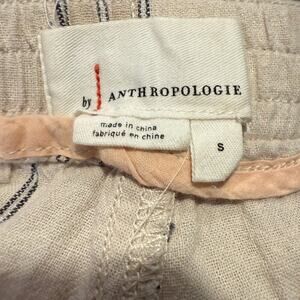 by ANTHROPOLOGIE
made in china
fabriqué en chine
S